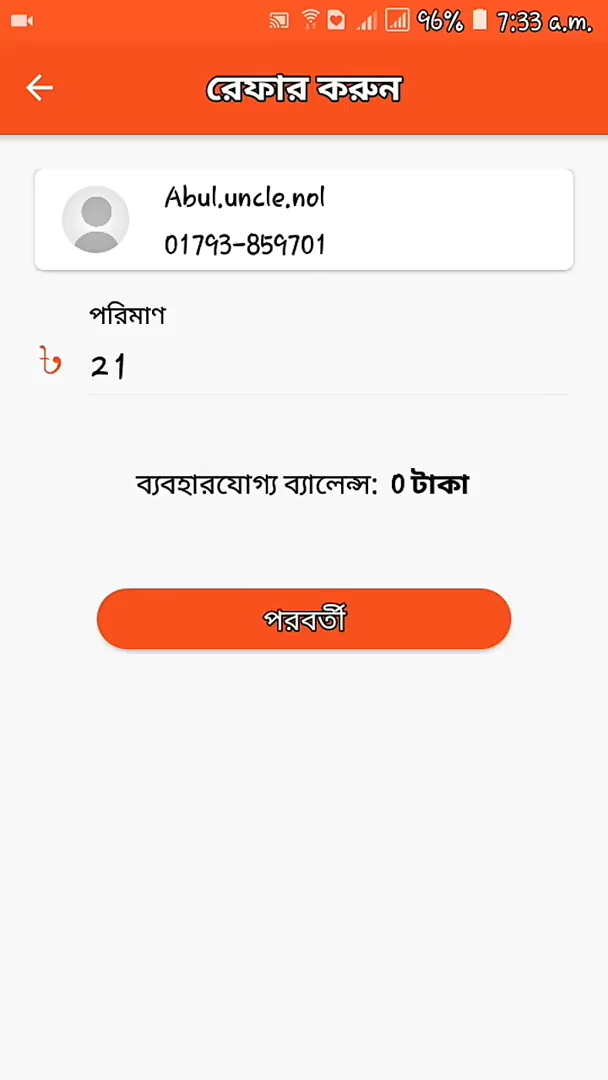 96% 7:33 a.m.
রেফার করুন
Abul.uncle.nol
01793-859701
পরিমাণ
৳ 21
ব্যবহারযোগ্য ব্যালেন্স: 0 টাকা
পরবর্তী